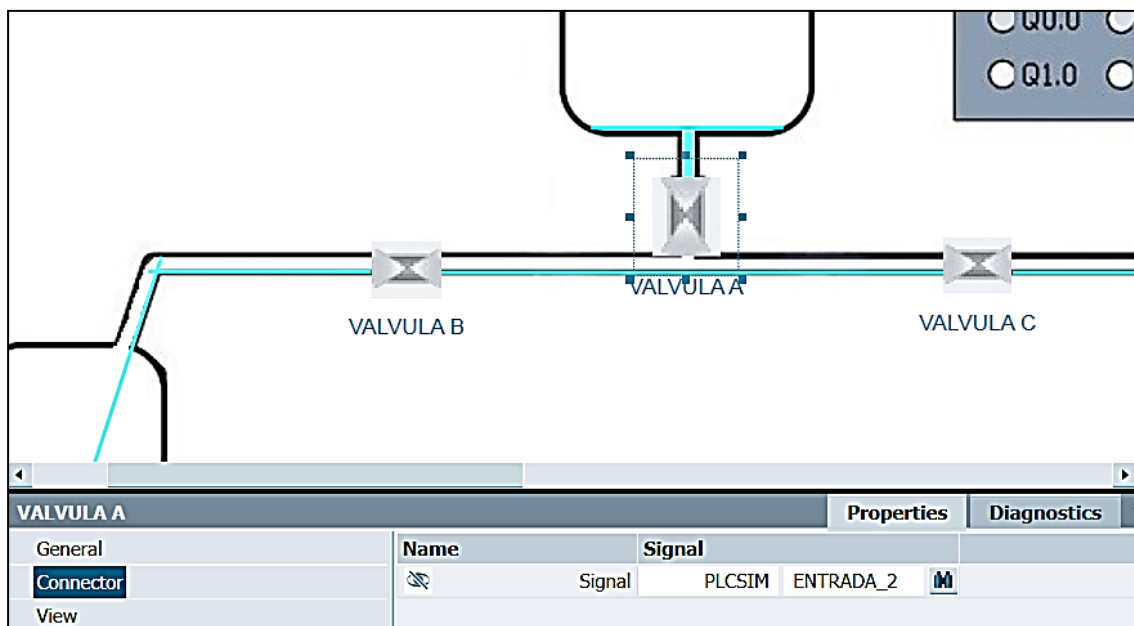 Q0.0
Q1.0
VALVULA A
VALVULA B
VALVULA C
VALVULA A
Properties
Diagnostics
General
Name
Signal
Connector
Signal
PLCSIM
ENTRADA_2
View